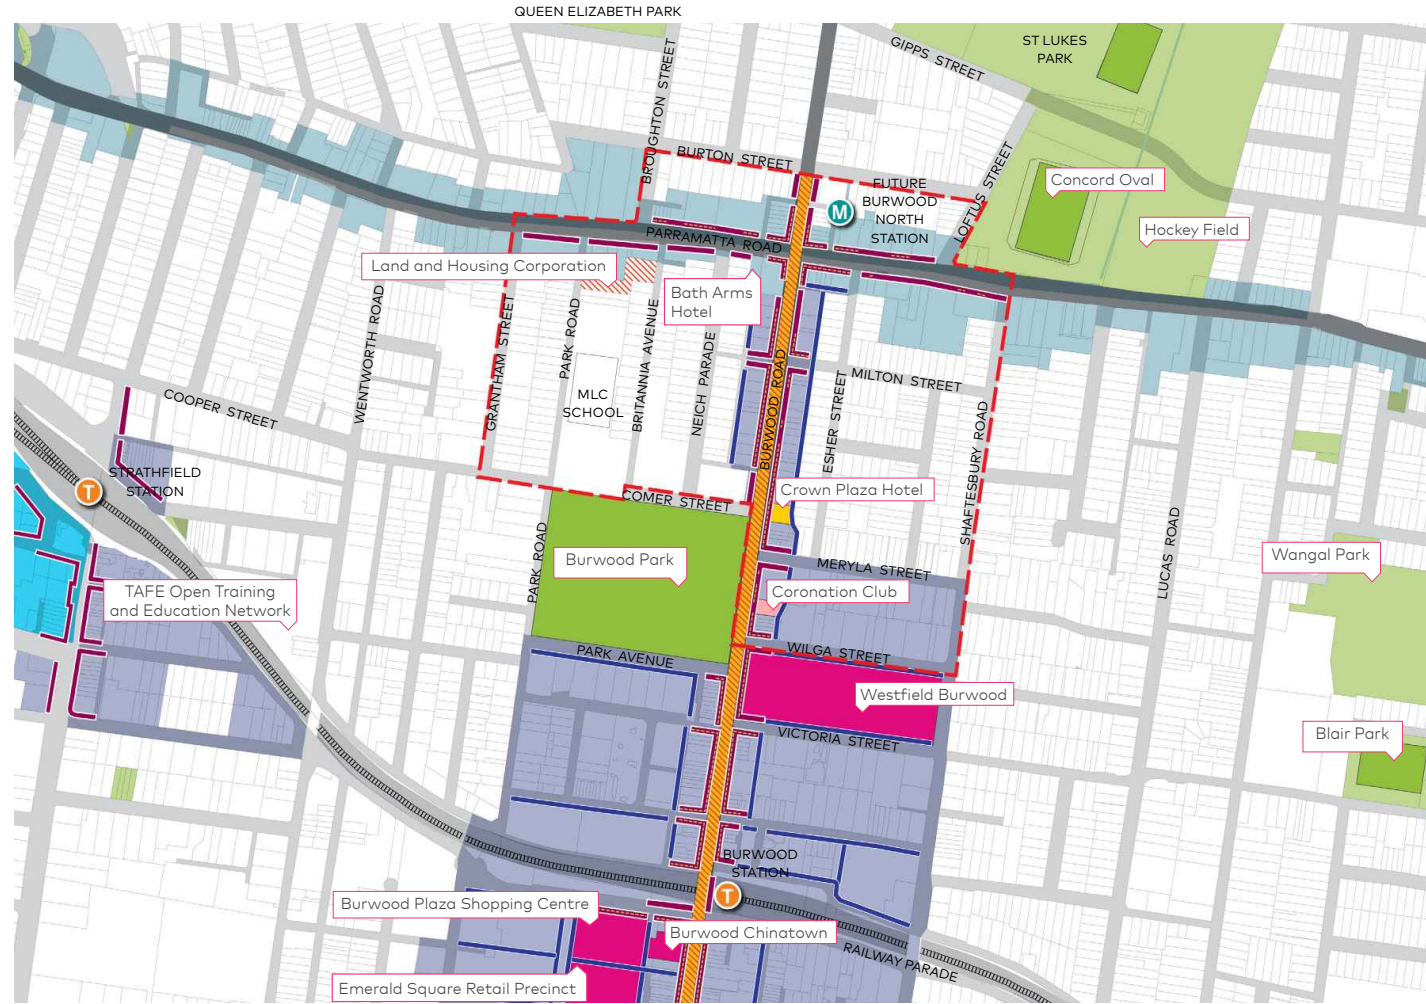 QUEEN ELIZABETH PARK
GIPPS STREET
ST LUKES
PARK
BROUGHTON STREET
BURTON STREET
LOFTUS STREET
Concord Oval
FUTURE
BURWOOD
NORTH
STATION
M
Hockey Field
PARRAMATTA ROAD
Land and Housing Corporation
Bath Arms
Hotel
WENTWORTH ROAD
GRANTHAM STREET
PARK ROAD
BRITANNIA AVENUE
NEICH PARADE
BURWOOD ROAD
MILTON STREET
ESHER STREET
SHAFTESBURY ROAD
MLC
SCHOOL
COOPER STREET
STRATHFIELD
STATION
T
COMER STREET
Crown Plaza Hotel
LUCAS ROAD
PARK ROAD
Burwood Park
MERYLA STREET
Wangal Park
TAFE Open Training
and Education Network
Coronation Club
PARK AVENUE
WILGA STREET
Westfield Burwood
VICTORIA STREET
Blair Park
BURWOOD
STATION
T
Burwood Plaza Shopping Centre
Burwood Chinatown
RAILWAY PARADE
Emerald Square Retail Precinct